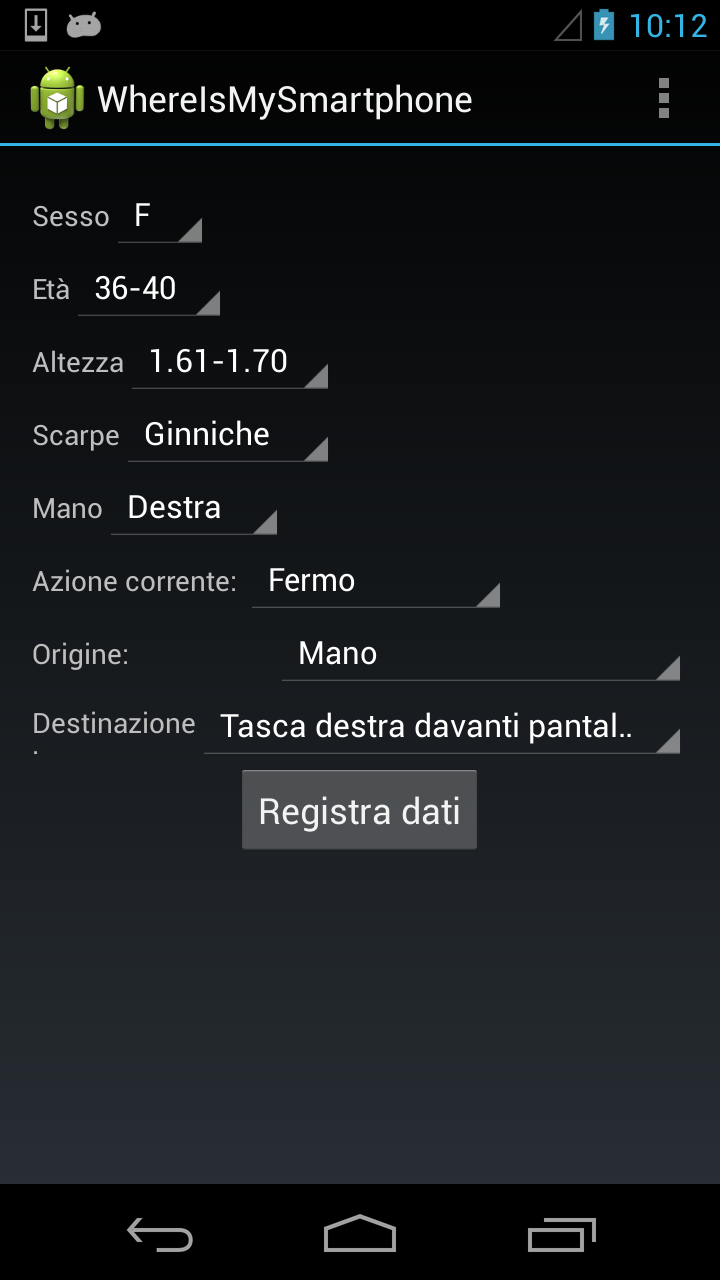 10:12
WhereIsMySmartphone
Sesso F
Età 36-40
Altezza 1.61-1.70
Scarpe Ginniche
Mano Destra
Azione corrente: Fermo
Origine: Mano
Destinazione Tasca destra davanti pantal..
:
Registra dati